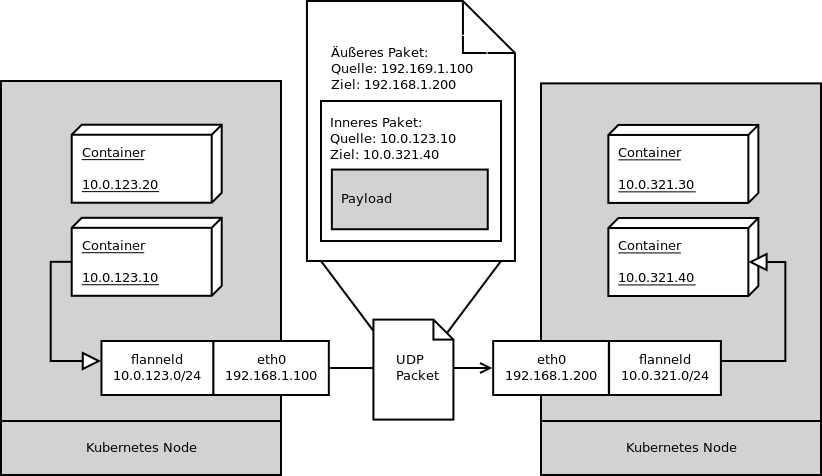 Äußeres Paket:
Quelle: 192.169.1.100
Ziel: 192.168.1.200
Inneres Paket:
Quelle: 10.0.123.10
Ziel: 10.0.321.40
Payload
Container
10.0.123.20
Container
10.0.123.10
flanneld
10.0.123.0/24
eth0
192.168.1.100
Kubernetes Node
UDP
Packet
Container
10.0.321.30
Container
10.0.321.40
eth0
192.168.1.200
flanneld
10.0.321.0/24
Kubernetes Node